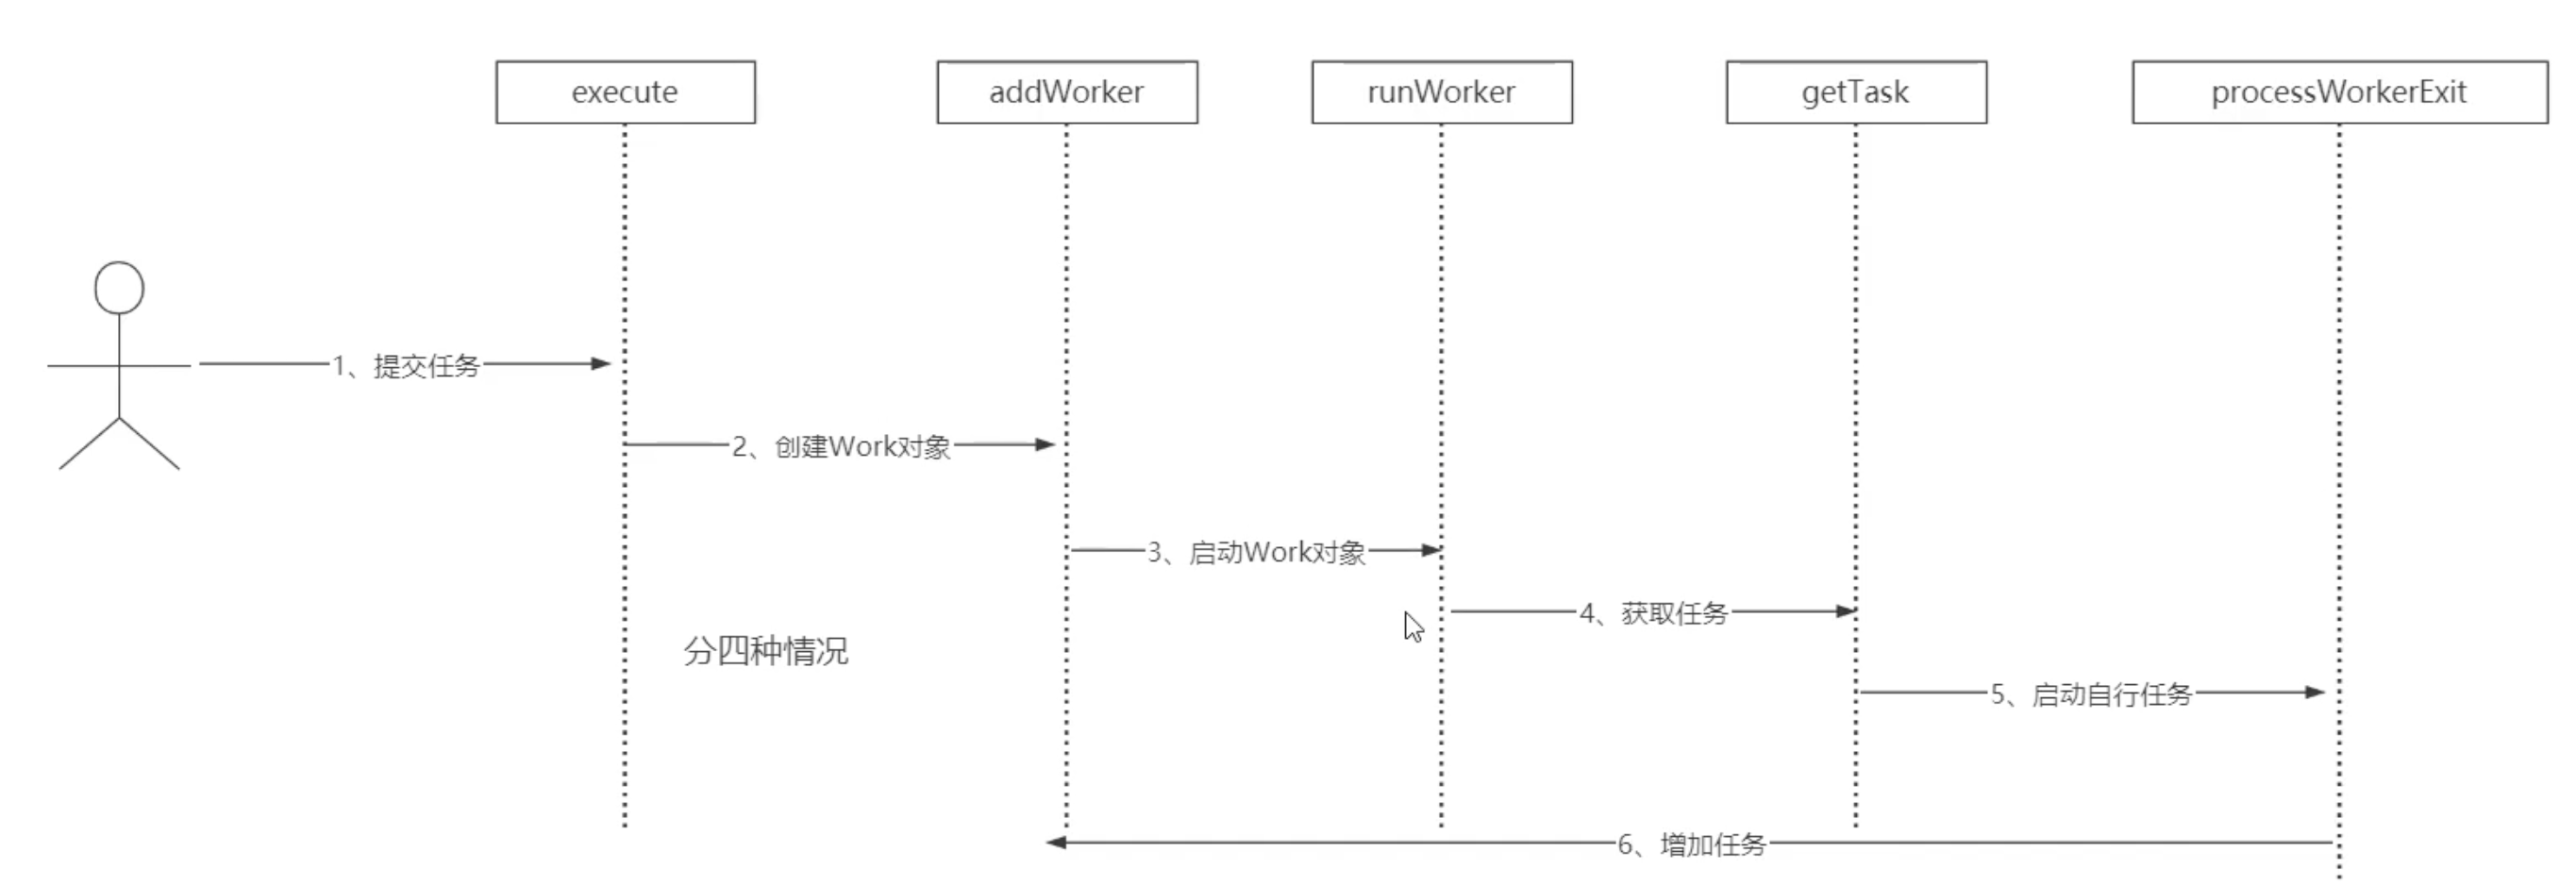 execute
addWorker
runWorker
getTask
processWorkerExit
1、提交任务
2、创建Work对象
3、启动Work对象
4、获取任务
分四种情况
5、启动自行任务
6、增加任务